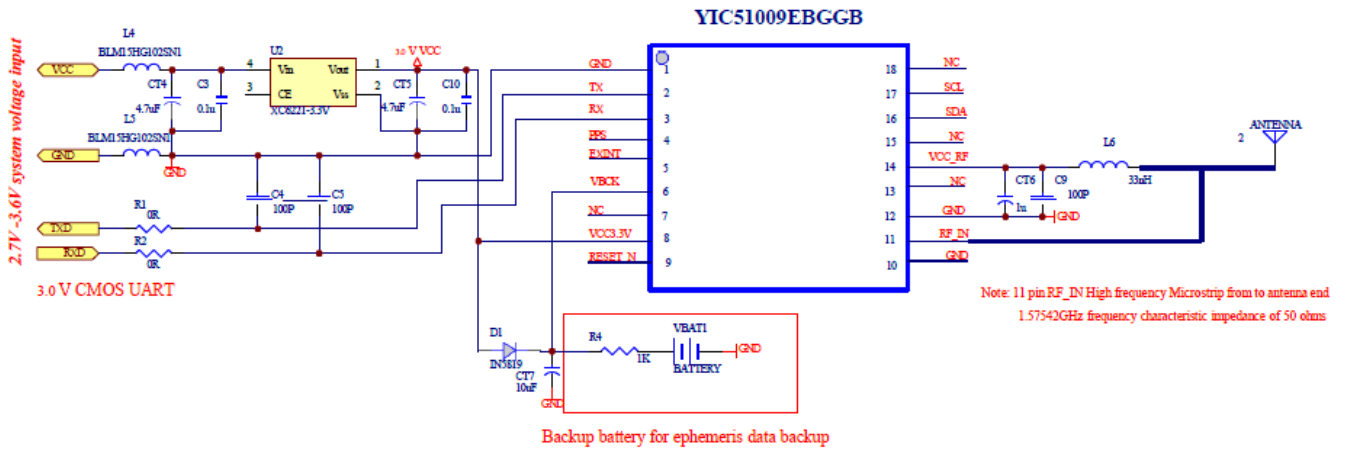 YIC51009EBGGB
2.7V -3.6V system voltage input
L4
BLM15HG102SN1
VCC
CT4
4.7uF
C3
0.1u
U2
4
Vin
Vout
1
3
CE
Vss
2
XC6221-3.3V
3.0 V VCC
CT5
4.7uF
C10
0.1u
L5
BLM15HG102SN1
GND
GND
C4
100P
C5
100P
R1
0R
TXD
R2
0R
RXD
3.0 V CMOS UART
GND
1
TX
2
RX
3
PPS
4
EXINT
5
VBCK
6
NC
7
VCC3.3V
8
RESET_N
9
18
NC
17
SCL
16
SDA
15
NC
14
VCC_RF
13
NC
12
GND
11
RF_IN
10
GND
CT6
1u
C9
100P
GND
L6
33nH
2
ANTENNA
Note: 11 pin RF_IN High frequency Microstrip from to antenna end
1.57542GHz frequency characteristic impedance of 50 ohms
D1
IN5819
CT7
10uF
GND
R4
1K
VBAT1
BATTERY
GND
Backup battery for ephemeris data backup